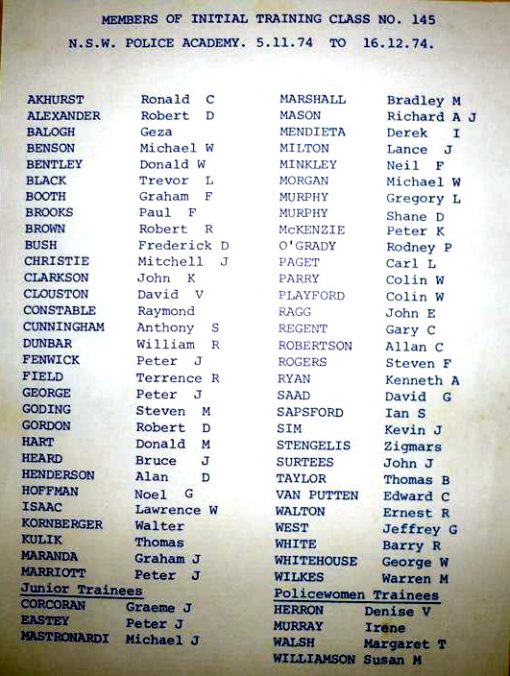 MEMBERS OF INITIAL TRAINING CLASS NO. 145
N.S.W. POLICE ACADEMY. 5.11.74 TO 16.12.74.
AKHURST Ronald C
ALEXANDER Robert D
BALOGH Geza
BENSON Michael W
BENTLEY Donald W
BLACK Trevor L
BOOTH Graham F
BROOKS Paul F
BROWN Robert R
BUSH Frederick D
CHRISTIE Mitchell J
CLARKSON John K
CLOUSTON David V
CONSTABLE Raymond
CUNNINGHAM Anthony S
DUNBAR William R
FENWICK Peter J
FIELD Terrence R
GEORGE Peter J
GODING Steven M
GORDON Robert D
HART Donald M
HEARD Bruce J
HENDERSON Alan D
HOFFMAN Noel G
ISAAC Lawrence W
KORNBERGER Walter
KULIK Thomas
MARANDA Graham J
MARRIOTT Peter J
Junior Trainees
CORCORAN Graeme J
EASTEY Peter J
MASTRONARDI Michael J
MARSHALL Bradley M
MASON Richard A J
MENDIETA Derek I
MILTON Lance J
MINKLEY Neil F
MORGAN Michael W
MURPHY Gregory L
MURPHY Shane D
McKENZIE Peter K
O'GRADY Rodney P
PAGET Carl L
PARRY Colin W
PLAYFORD Colin W
RAGG John E
REGENT Gary C
ROBERTSON Allan C
ROGERS Steven F
RYAN Kenneth A
SAAD David G
SAPSFORD Ian S
SIM Kevin J
STENGELIS Zigmars
SURTEES John J
TAYLOR Thomas B
VAN PUTTEN Edward C
WALTON Ernest R
WEST Jeffrey G
WHITE Barry R
WHITEHOUSE George W
WILKES Warren M
Policewomen Trainees
HERRON Denise V
MURRAY Irene
WALSH Margaret T
WILLIAMSON Susan M